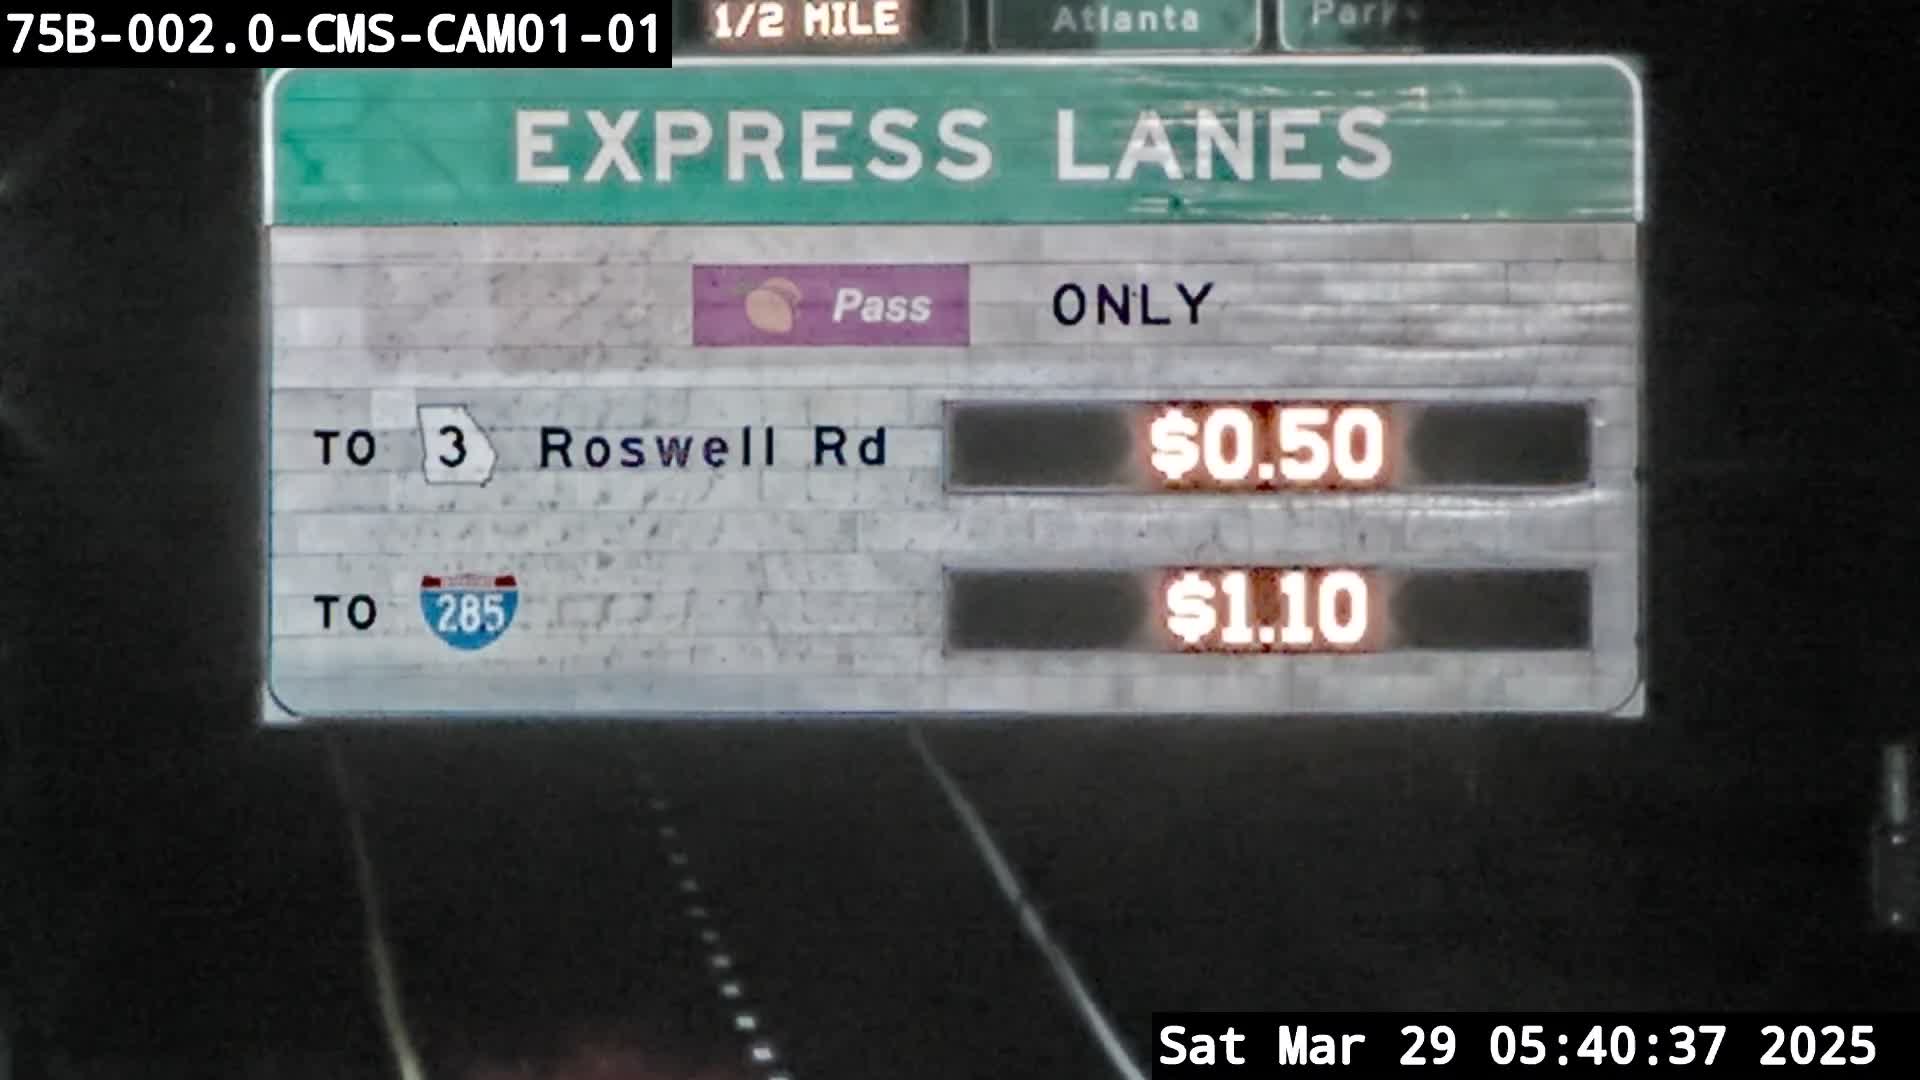 75B-002.0-CMS-CAM01-01
1/2 MILE
Atlanta
EXPRESS LANES
Pass ONLY
TO 3 Roswell Rd $0.50
TO 285 $1.10
Sat Mar 29 05:40:37 2025